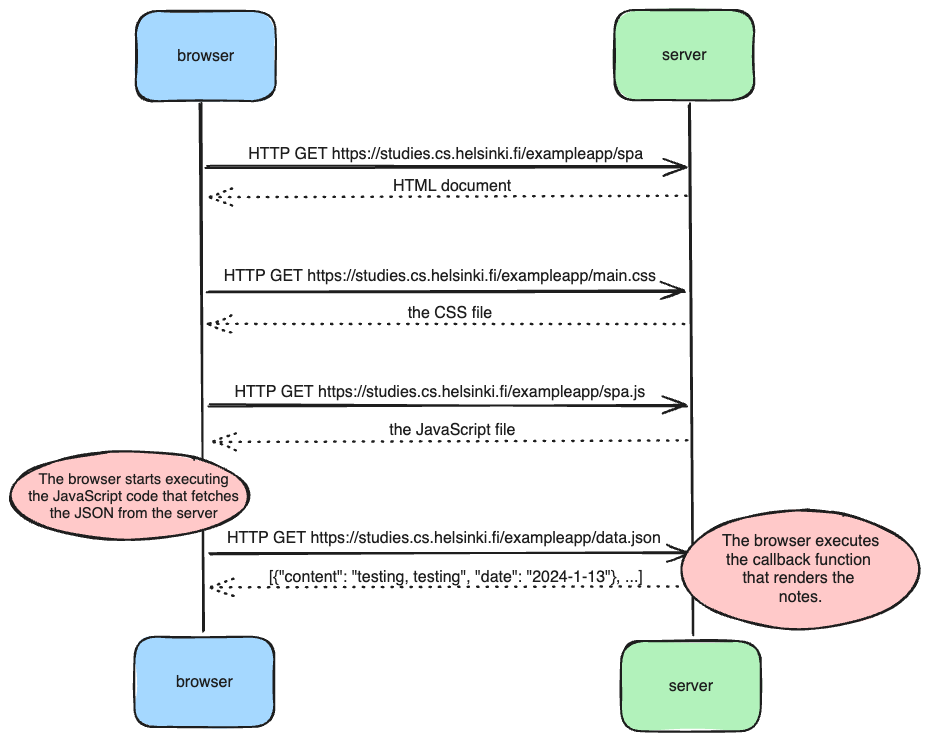 browser
server
HTTP GET https://studies.cs.helsinki.fi/exampleapp/spa
HTML document
HTTP GET https://studies.cs.helsinki.fi/exampleapp/main.css
the CSS file
HTTP GET https://studies.cs.helsinki.fi/exampleapp/spa.js
the JavaScript file
The browser starts executing
the JavaScript code that fetches
the JSON from the server
HTTP GET https://studies.cs.helsinki.fi/exampleapp/data.json
The browser executes
the callback function
that renders the
notes.
[{"content": "testing, testing", "date": "2024-1-13"}, ...]
browser
server